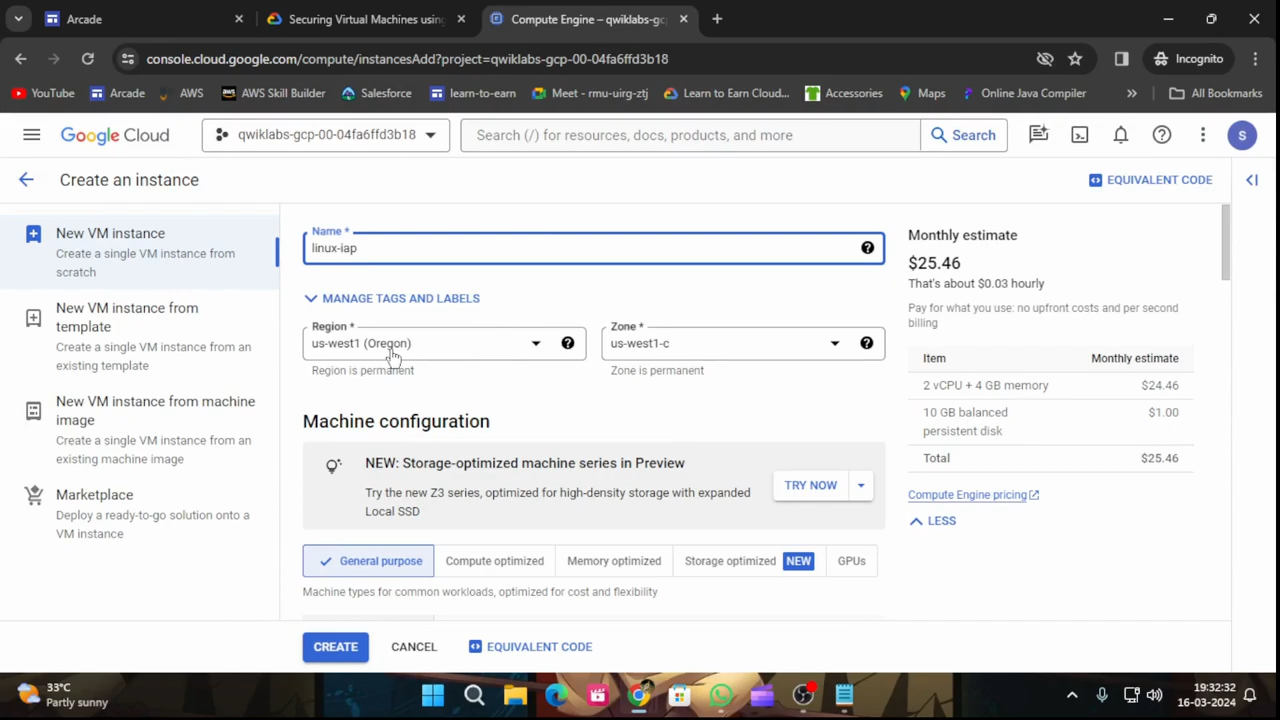 Arcade
Securing Virtual Machines using
Compute Engine – qwiklabs-gc
console.cloud.google.com/compute/instancesAdd?project=qwiklabs-gcp-00-04fa6ffd3b18
Incognito
YouTube
Arcade
AWS
AWS Skill Builder
Salesforce
learn-to-earn
Meet - rmu-uirg-ztj
Learn to Earn Cloud...
Accessories
Maps
Online Java Compiler
»
All Bookmarks
Google Cloud
qwiklabs-gcp-00-04fa6ffd3b18
Search (/) for resources, docs, products, and more
Search
S
Create an instance
EQUIVALENT CODE
New VM instance
Create a single VM instance from
scratch
New VM instance from
template
Create a single VM instance from an
existing template
New VM instance from machine
image
Create a single VM instance from an
existing machine image
Marketplace
Deploy a ready-to-go solution onto a
VM instance
Name *
linux-iap
MANAGE TAGS AND LABELS
Region *
us-west1 (Oregon)
Region is permanent
Zone *
us-west1-c
Zone is permanent
Machine configuration
NEW: Storage-optimized machine series in Preview
Try the new Z3 series, optimized for high-density storage with expanded
Local SSD
TRY NOW
General purpose
Compute optimized
Memory optimized
Storage optimized NEW
GPUs
Machine types for common workloads, optimized for cost and flexibility
CREATE
CANCEL
EQUIVALENT CODE
Monthly estimate
$25.46
That's about $0.03 hourly
Pay for what you use: no upfront costs and per second
billing
Item Monthly estimate
2 vCPU + 4 GB memory $24.46
10 GB balanced
persistent disk $1.00
Total $25.46
Compute Engine pricing
LESS
33°C
Partly sunny
19:32:32
16-03-2024